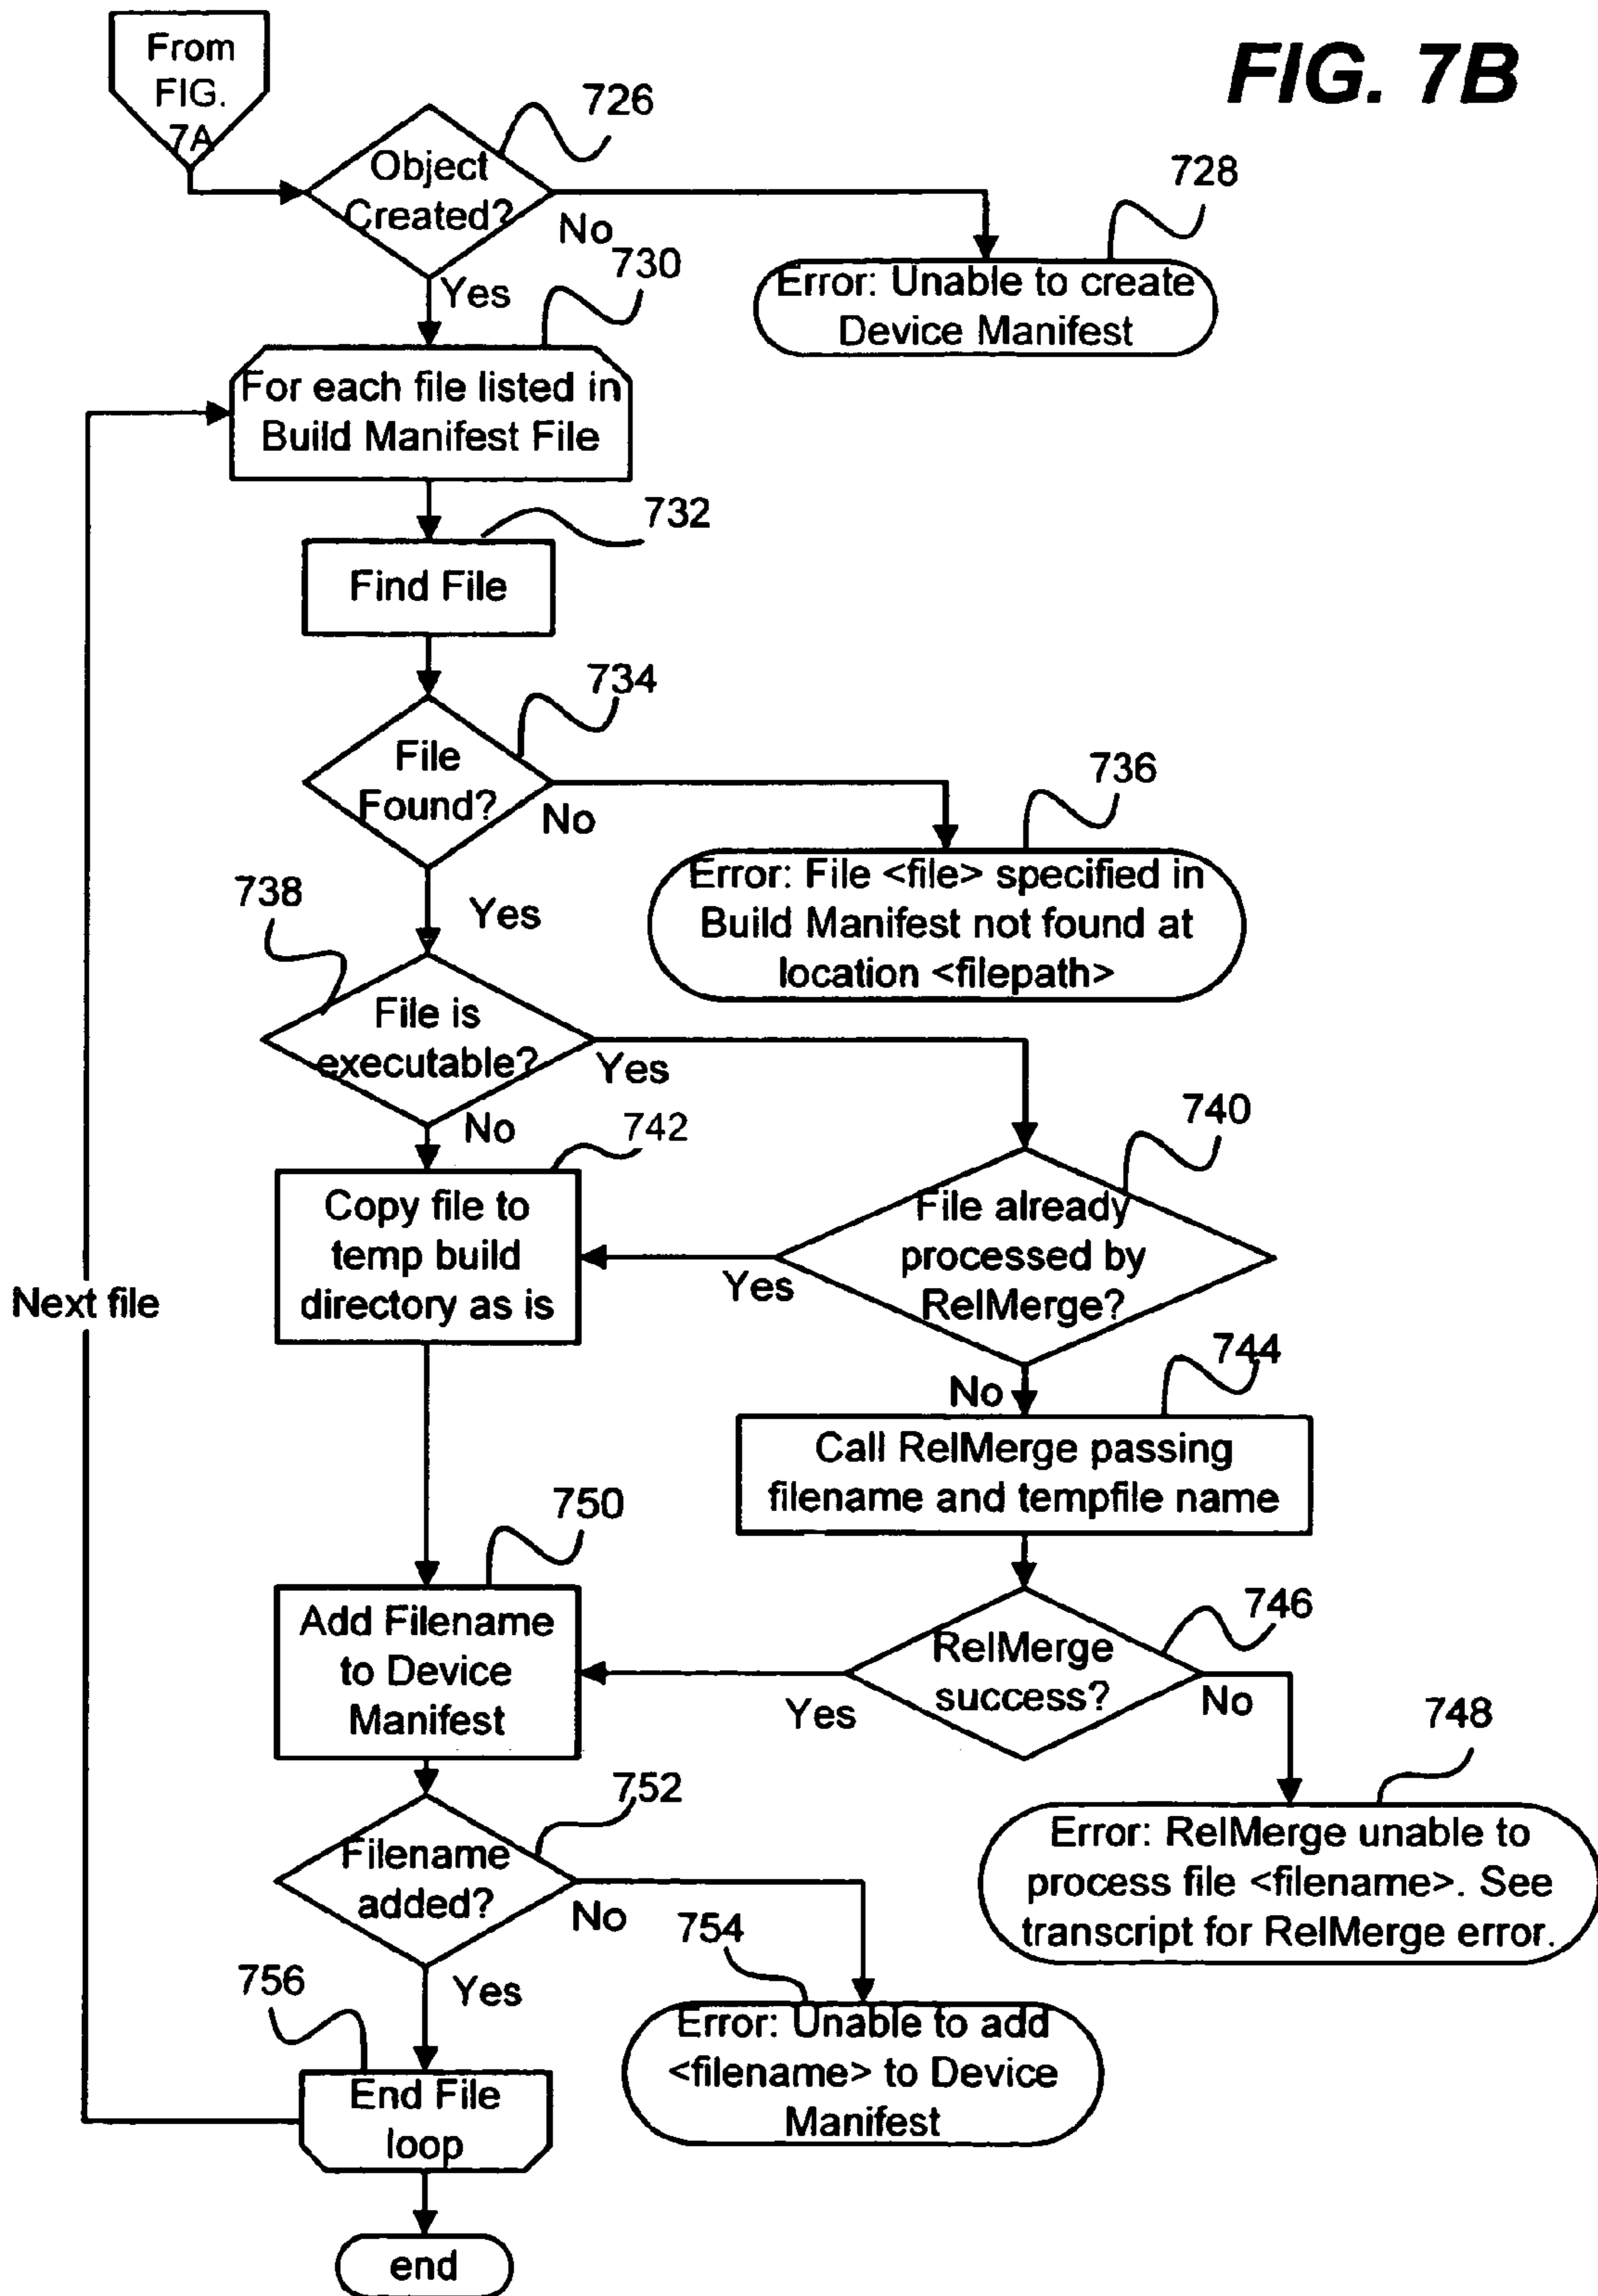 From
FIG.
7A
FIG. 7B
726
Object
Created?
No
Yes
728
Error: Unable to create
Device Manifest
730
For each file listed in
Build Manifest File
732
Find File
734
File
Found?
No
Yes
736
Error: File <file> specified in
Build Manifest not found at
location <filepath>
738
File is
executable?
Yes
No
740
File already
processed by
RelMerge?
Yes
No
742
Copy file to
temp build
directory as is
Next file
744
Call RelMerge passing
filename and tempfile name
746
RelMerge
success?
Yes
No
748
Error: RelMerge unable to
process file <filename>. See
transcript for RelMerge error.
750
Add Filename
to Device
Manifest
752
Filename
added?
No
Yes
754
Error: Unable to add
<filename> to Device
Manifest
756
End File
loop
end